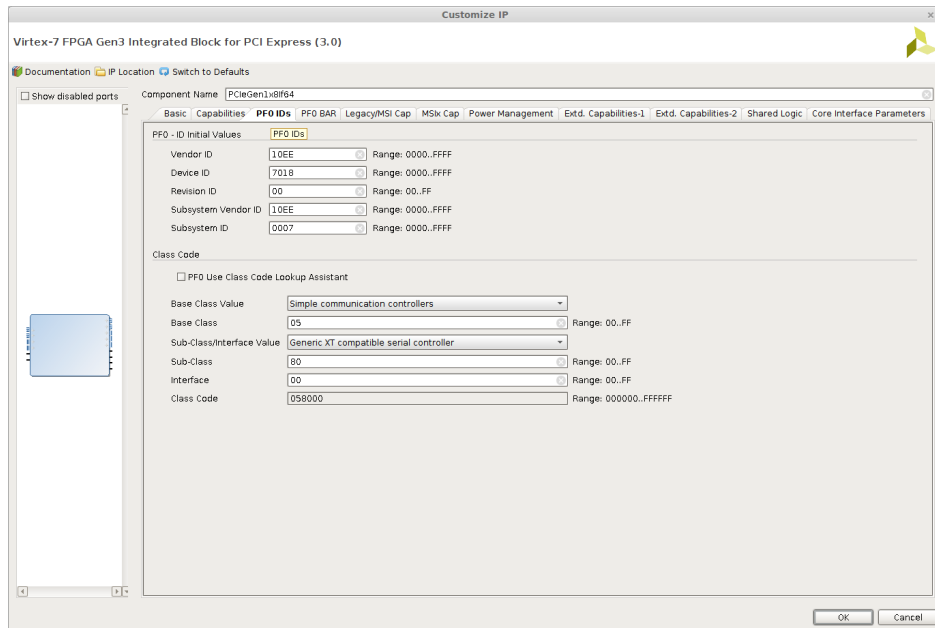 Customize IP
Virtex-7 FPGA Gen3 Integrated Block for PCI Express (3.0)
Documentation IP Location Switch to Defaults
Show disabled ports
Component Name PCIeGen1x8If64
Basic Capabilities PF0 IDs PF0 BAR Legacy/MSI Cap MSIx Cap Power Management Extd. Capabilities-1 Extd. Capabilities-2 Shared Logic Core Interface Parameters
PF0 - ID Initial Values PF0 IDs
Vendor ID 10EE Range: 0000..FFFF
Device ID 7018 Range: 0000..FFFF
Revision ID 00 Range: 00..FF
Subsystem Vendor ID 10EE Range: 0000..FFFF
Subsystem ID 0007 Range: 0000..FFFF
Class Code
PF0 Use Class Code Lookup Assistant
Base Class Value Simple communication controllers
Base Class 05 Range: 00..FF
Sub-Class/Interface Value Generic XT compatible serial controller
Sub-Class 80 Range: 00..FF
Interface 00 Range: 00..FF
Class Code 058000 Range: 000000..FFFFFF
OK Cancel